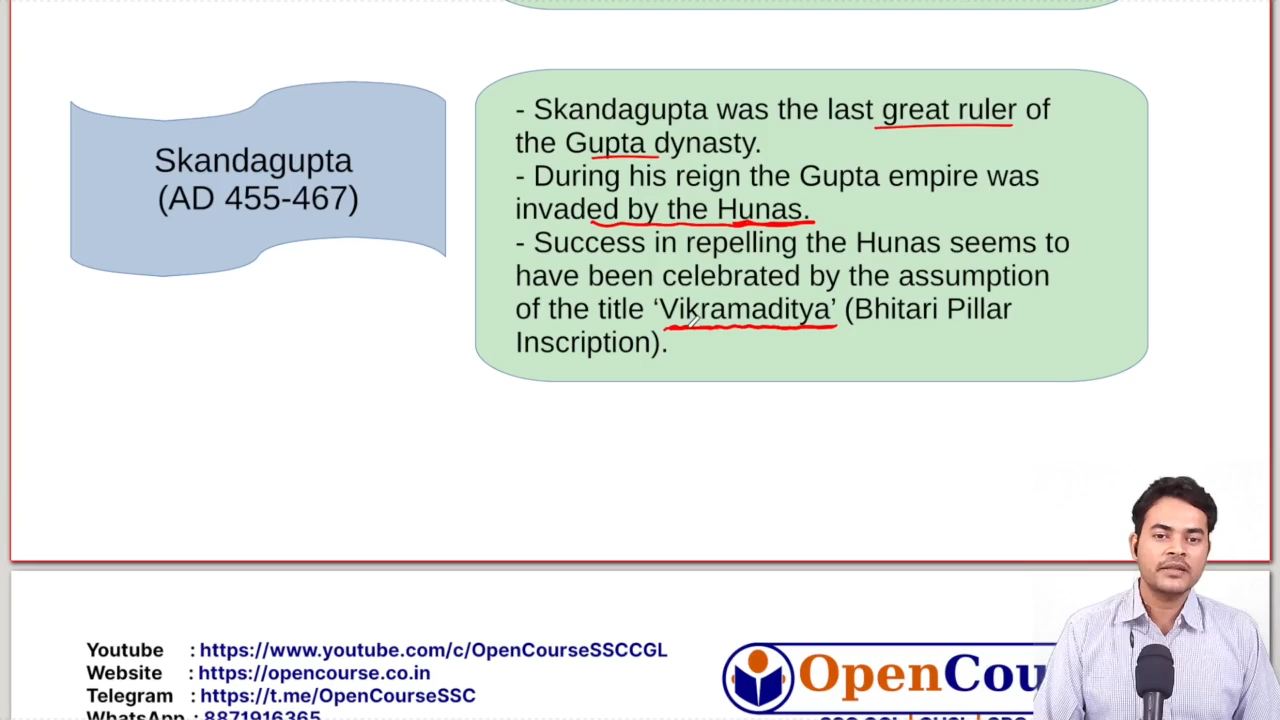 Skandagupta
(AD 455-467)
- Skandagupta was the last great ruler of
the Gupta dynasty.
- During his reign the Gupta empire was
invaded by the Hunas.
- Success in repelling the Hunas seems to
have been celebrated by the assumption
of the title ‘Vikramaditya’ (Bhitari Pillar
Inscription).
Youtube : https://www.youtube.com/c/OpenCourseSSCCGL
Website : https://opencourse.co.in
Telegram : https://t.me/OpenCourseSSC
WhatsApp : 8871916365
OpenCou